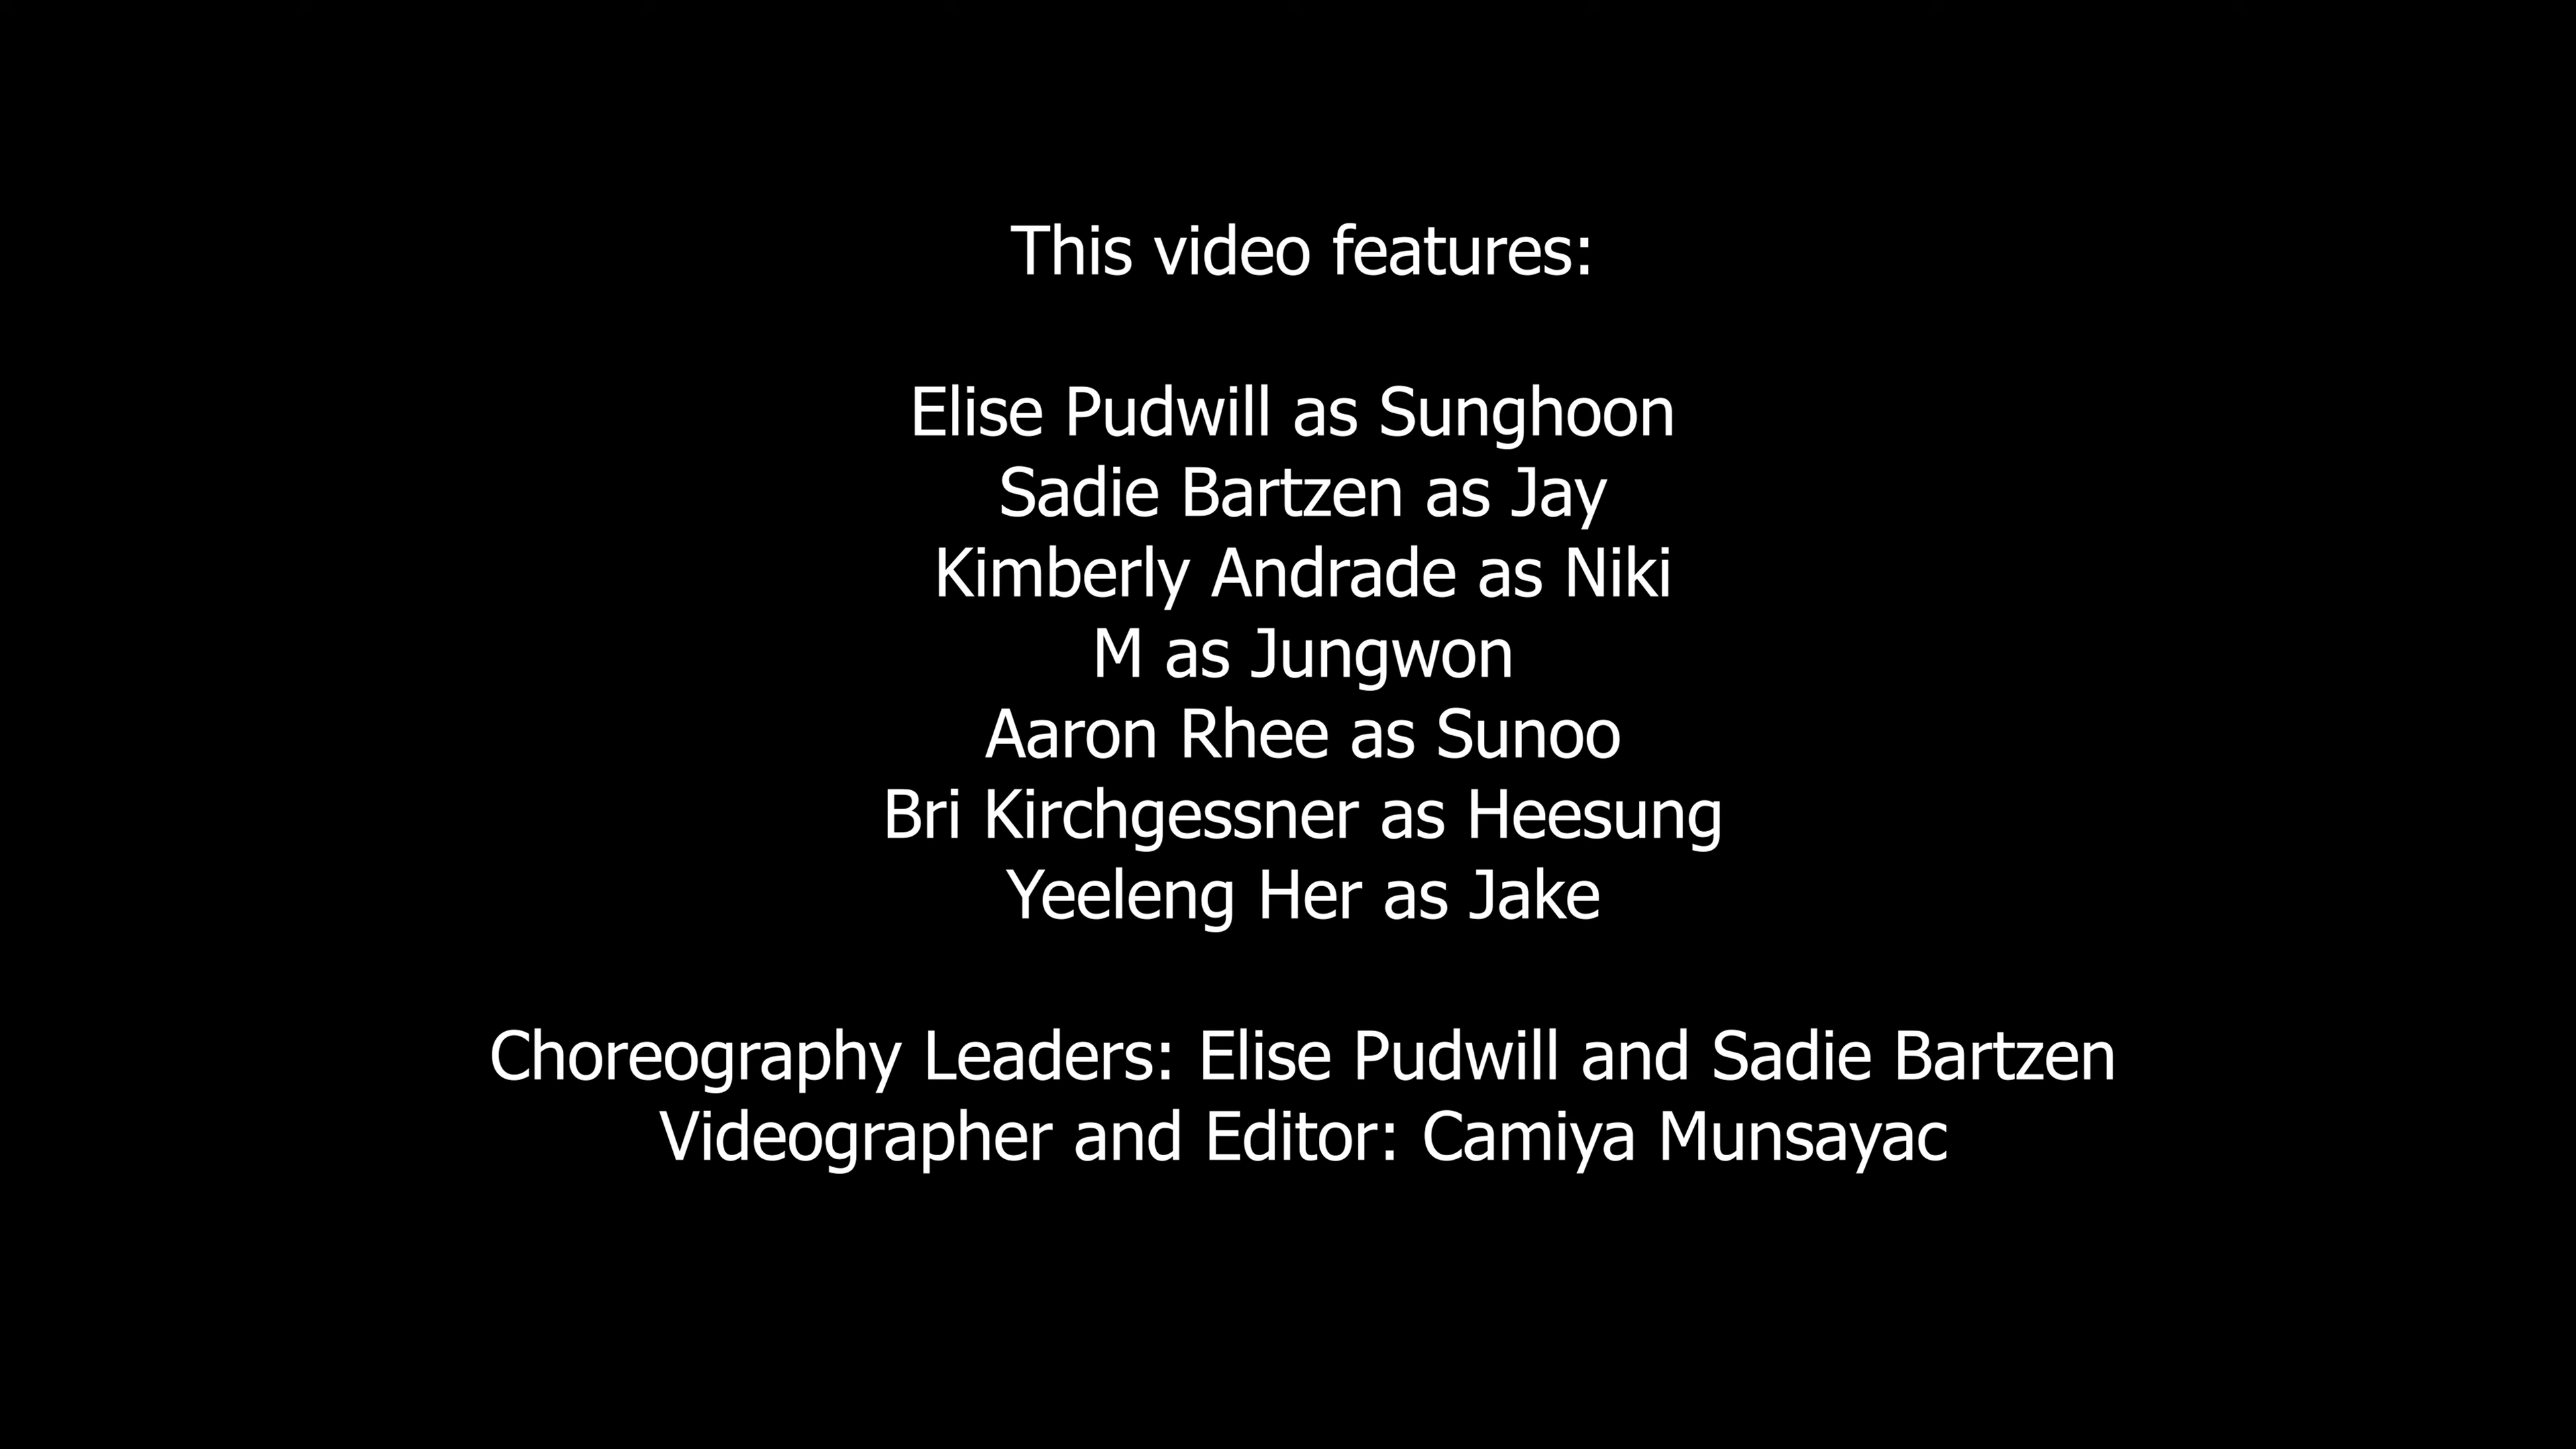 This video features:
Elise Pudwill as Sunghoon
Sadie Bartzen as Jay
Kimberly Andrade as Niki
M as Jungwon
Aaron Rhee as Sunoo
Bri Kirchgessner as Heesung
Yeeleng Her as Jake
Choreography Leaders: Elise Pudwill and Sadie Bartzen
Videographer and Editor: Camiya Munsayac